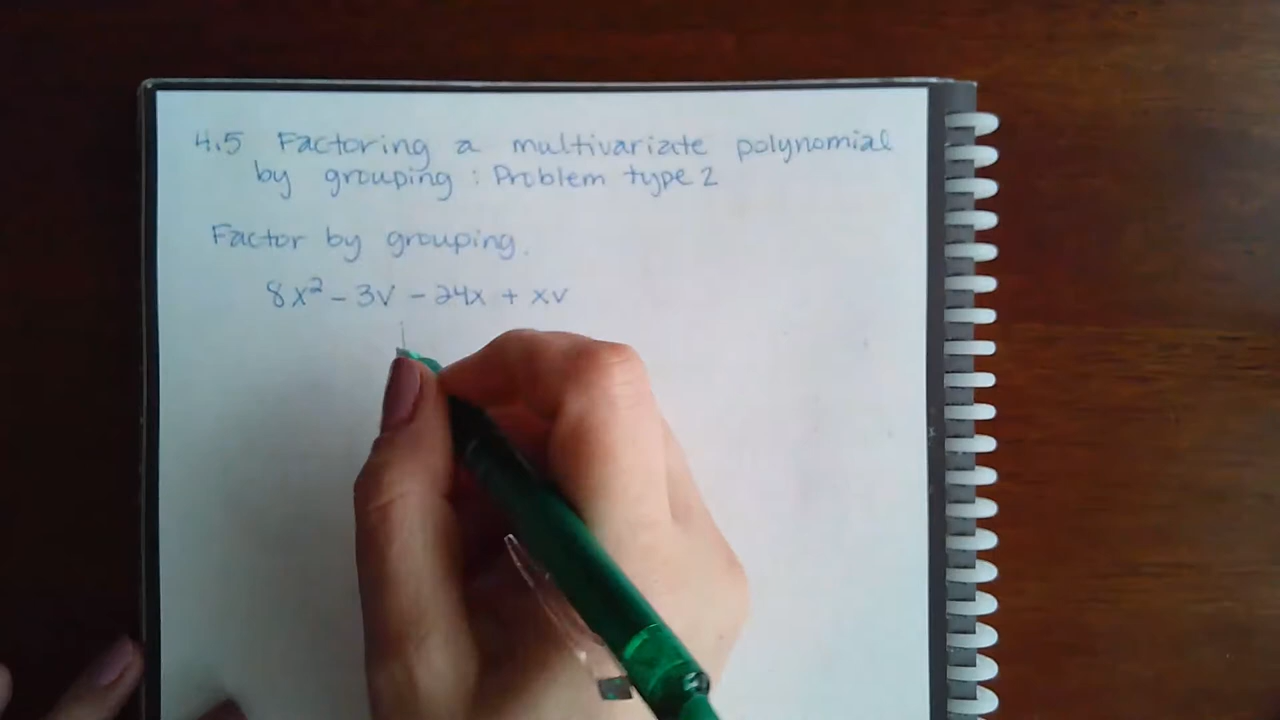 4.5 Factoring a multivariate polynomial
by grouping : Problem type 2
Factor by grouping.
8x² - 3v - 24x + xv